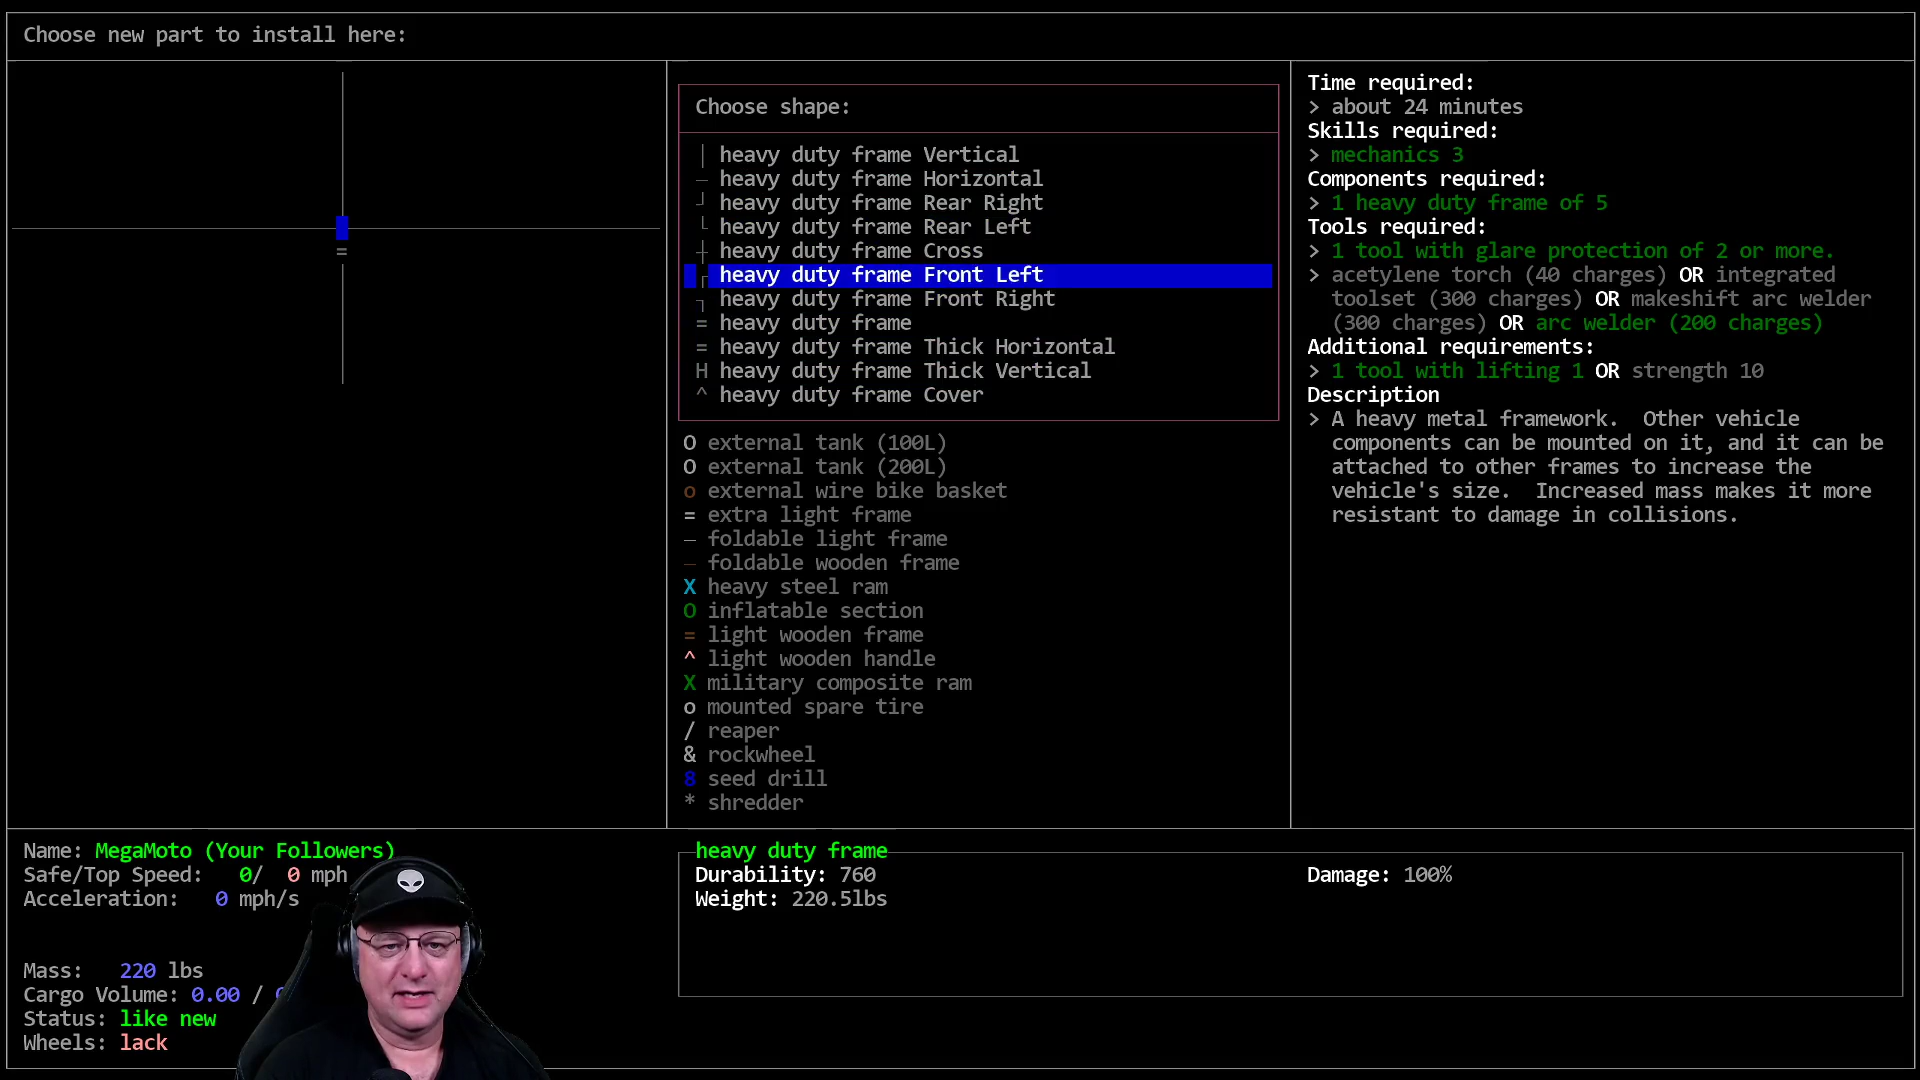 Choose new part to install here:
=
Choose shape:
│ heavy duty frame Vertical
─ heavy duty frame Horizontal
┘ heavy duty frame Rear Right
└ heavy duty frame Rear Left
┼ heavy duty frame Cross
┌ heavy duty frame Front Left
┐ heavy duty frame Front Right
= heavy duty frame
= heavy duty frame Thick Horizontal
H heavy duty frame Thick Vertical
^ heavy duty frame Cover
O external tank (100L)
O external tank (200L)
o external wire bike basket
= extra light frame
─ foldable light frame
─ foldable wooden frame
X heavy steel ram
O inflatable section
= light wooden frame
^ light wooden handle
X military composite ram
o mounted spare tire
/ reaper
& rockwheel
8 seed drill
* shredder
Time required:
> about 24 minutes
Skills required:
> mechanics 3
Components required:
> 1 heavy duty frame of 5
Tools required:
> 1 tool with glare protection of 2 or more.
> acetylene torch (40 charges) OR integrated
toolset (300 charges) OR makeshift arc welder
(300 charges) OR arc welder (200 charges)
Additional requirements:
> 1 tool with lifting 1 OR strength 10
Description
> A heavy metal framework.  Other vehicle
components can be mounted on it, and it can be
attached to other frames to increase the
vehicle's size.  Increased mass makes it more
resistant to damage in collisions.
Name: MegaMoto (Your Followers)
Safe/Top Speed: 0/ 0 mph
Acceleration: 0 mph/s
Mass: 220 lbs
Cargo Volume: 0.00 /
Status: like new
Wheels: lack
heavy duty frame
Durability: 760
Weight: 220.5lbs
Damage: 100%